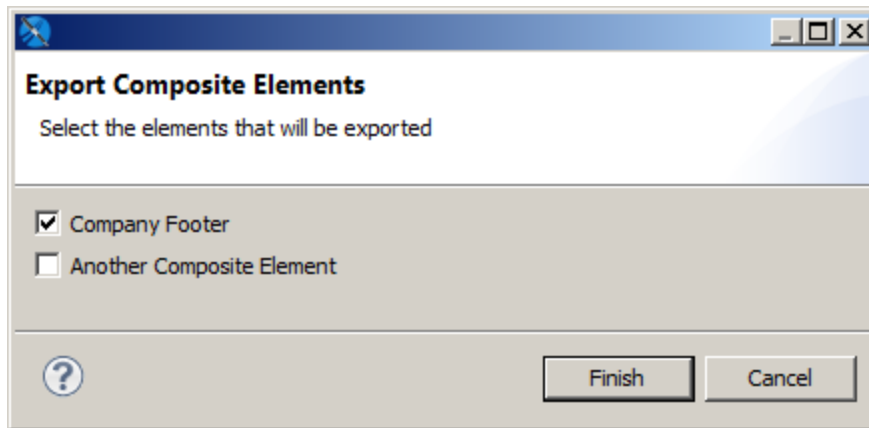 Export Composite Elements
Select the elements that will be exported
Company Footer
Another Composite Element
?
Finish
Cancel